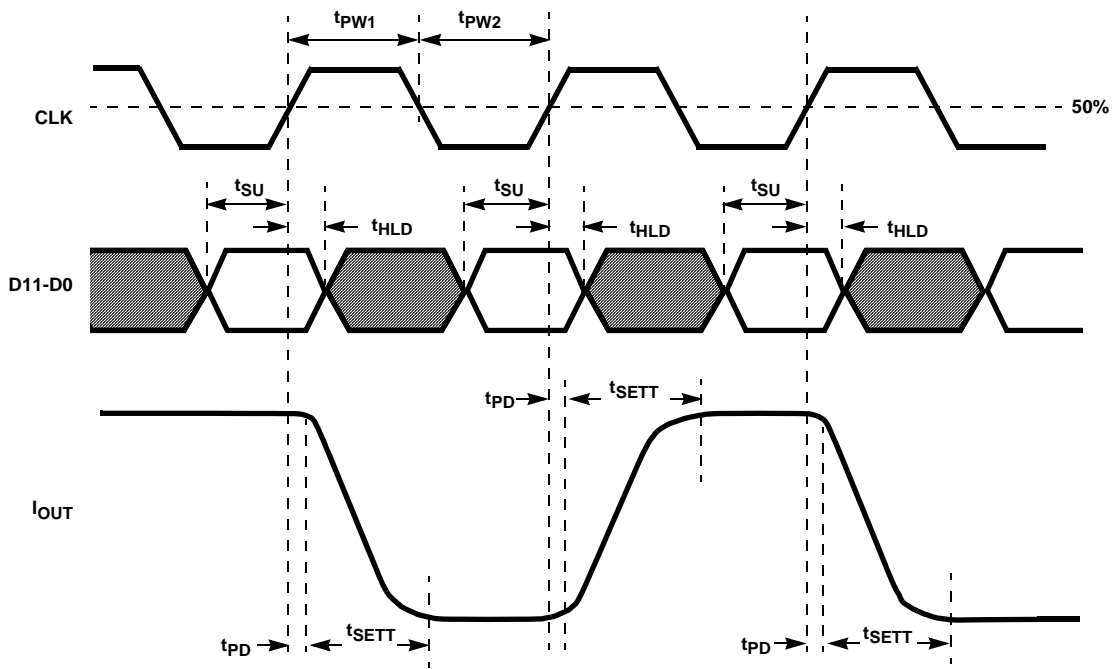 tPW1 tPW2
CLK
50%
tSU tSU tSU
tHLD tHLD tHLD
D11-D0
tPD tSETT
IOUT
tPD tSETT tPD tSETT